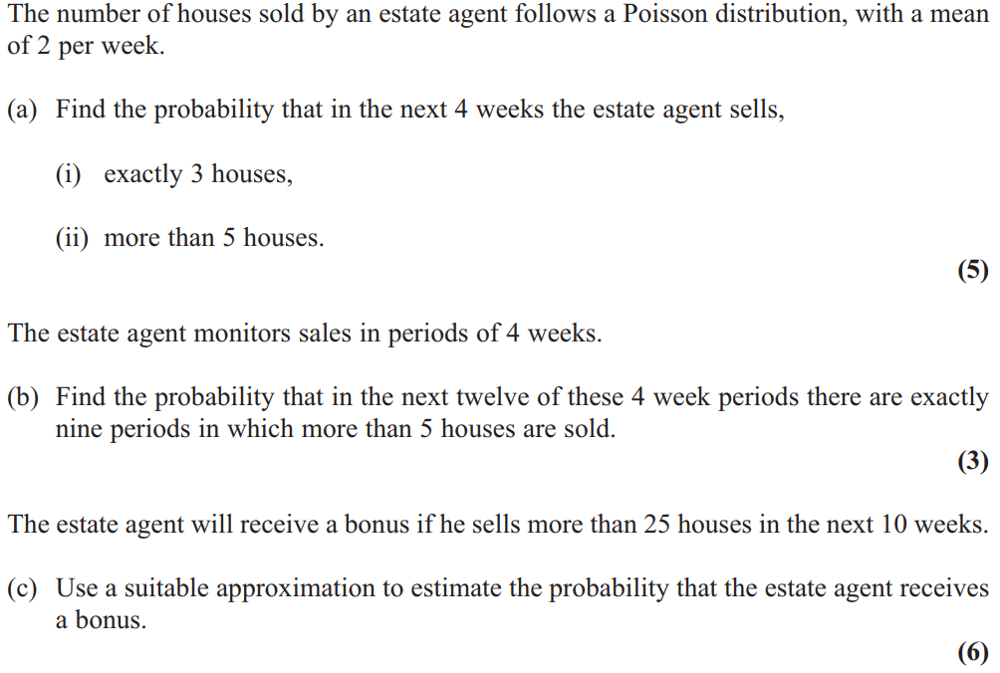 The number of houses sold by an estate agent follows a Poisson distribution, with a mean
of 2 per week.
(a) Find the probability that in the next 4 weeks the estate agent sells,
(i) exactly 3 houses,
(ii) more than 5 houses.
(5)
The estate agent monitors sales in periods of 4 weeks.
(b) Find the probability that in the next twelve of these 4 week periods there are exactly
nine periods in which more than 5 houses are sold.
(3)
The estate agent will receive a bonus if he sells more than 25 houses in the next 10 weeks.
(c) Use a suitable approximation to estimate the probability that the estate agent receives
a bonus.
(6)